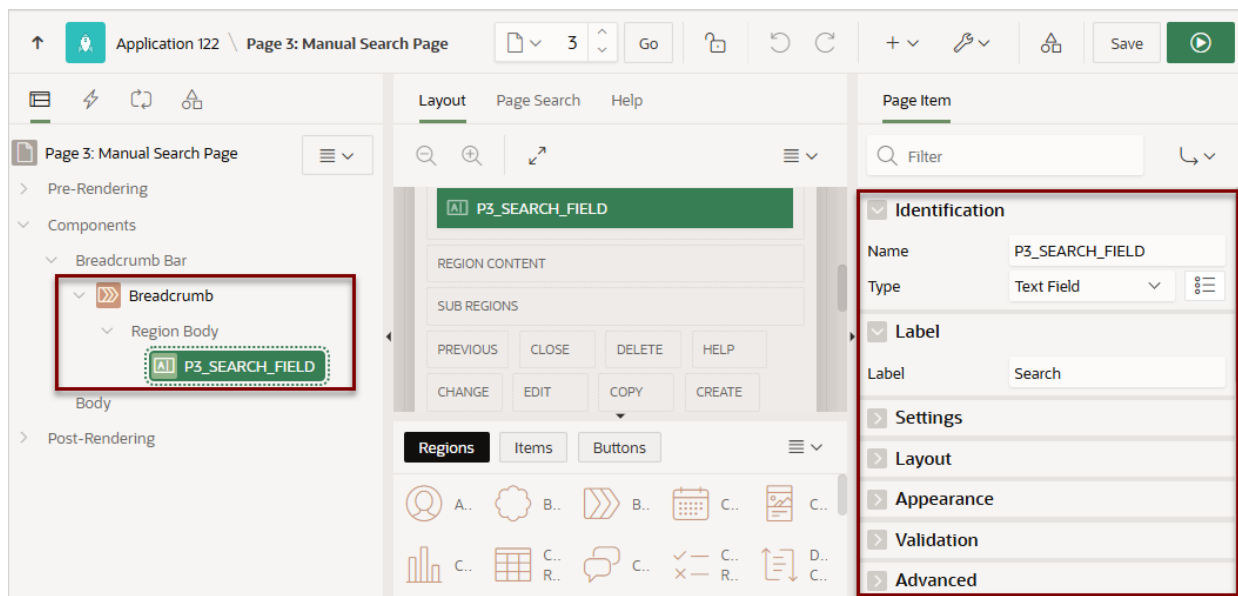 Application 122 \ Page 3: Manual Search Page
3
Go
Save
Page 3: Manual Search Page
Pre-Rendering
Components
Breadcrumb Bar
Breadcrumb
Region Body
P3_SEARCH_FIELD
Body
Post-Rendering
Layout Page Search Help
P3_SEARCH_FIELD
REGION CONTENT
SUB REGIONS
PREVIOUS CLOSE DELETE HELP
CHANGE EDIT COPY CREATE
Regions Items Buttons
A.. B.. B.. C.. C..
C.. C.. R.. C.. C.. R.. D.. C..
Page Item
Filter
Identification
Name P3_SEARCH_FIELD
Type Text Field
Label
Label Search
Settings
Layout
Appearance
Validation
Advanced